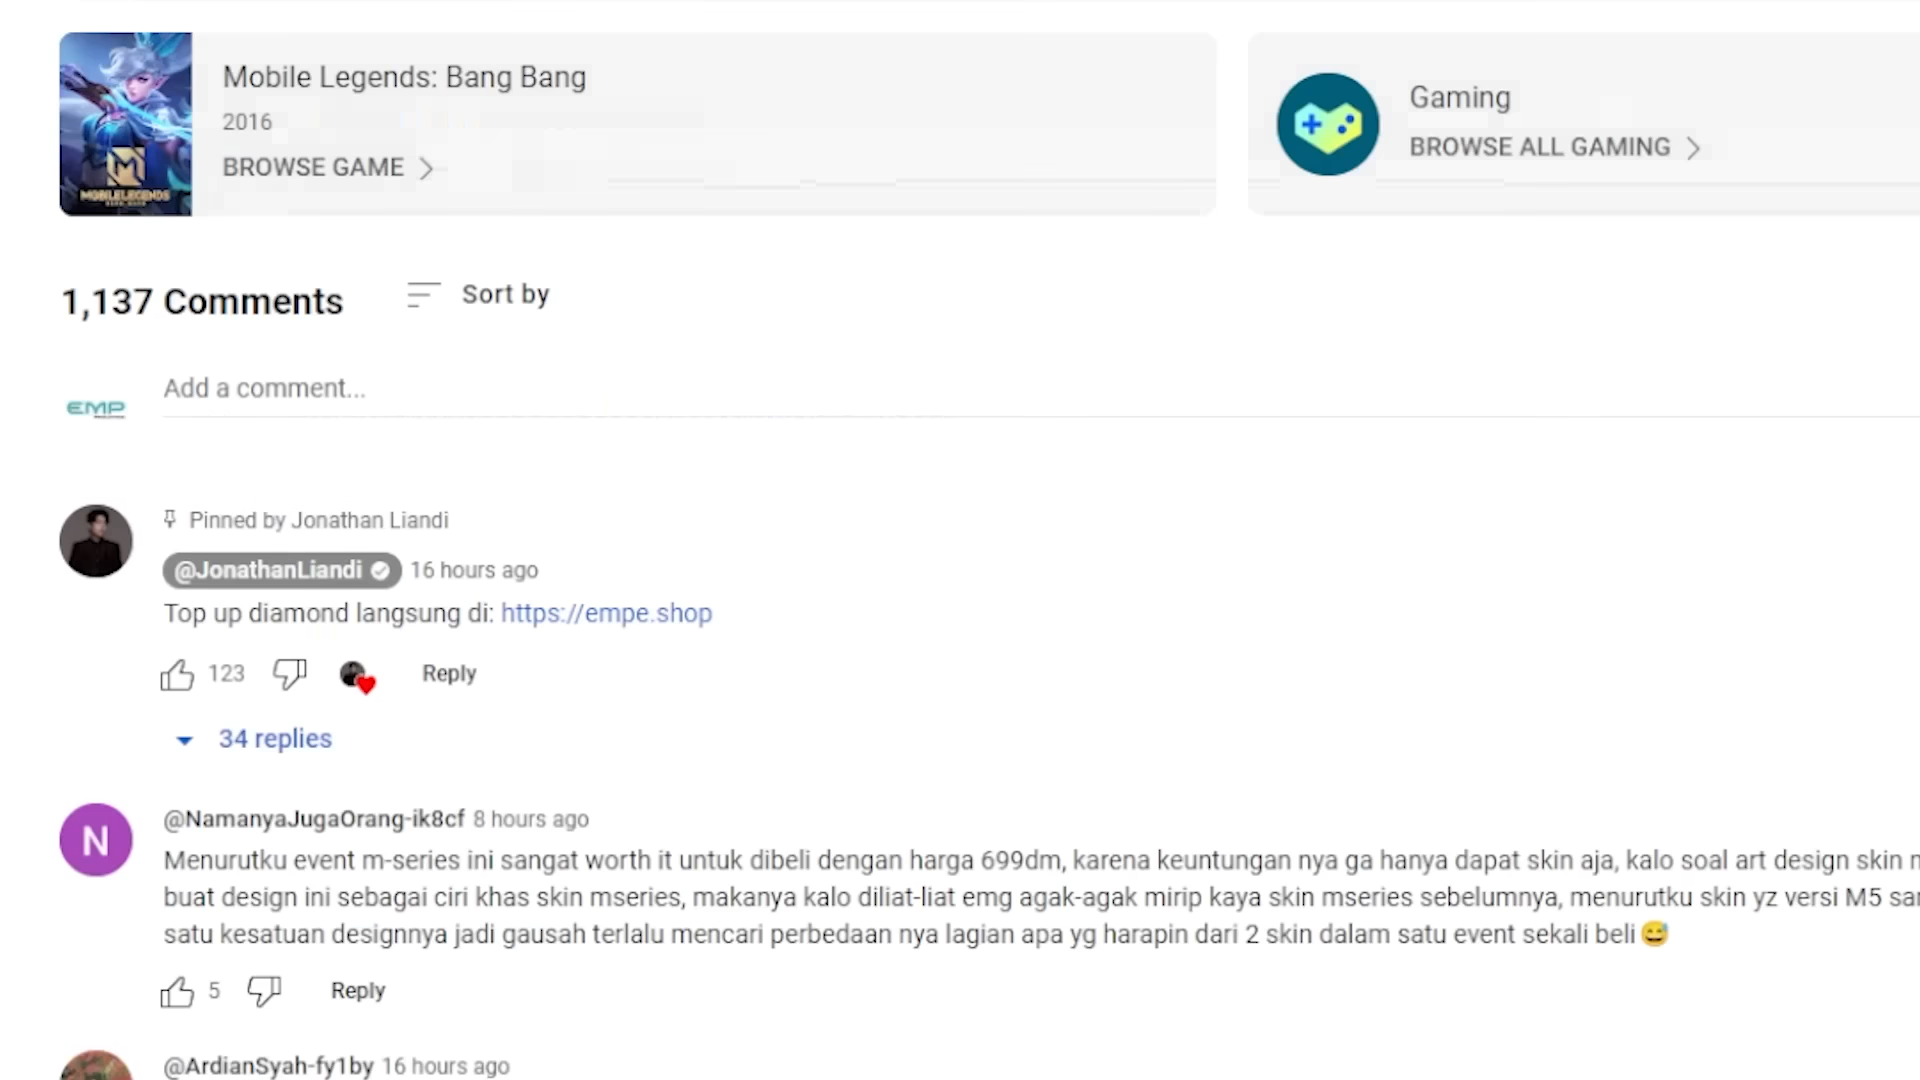 Mobile Legends: Bang Bang
2016
BROWSE GAME
MOBILE LEGENDS
Gaming
BROWSE ALL GAMING
1,137 Comments
Sort by
EMP
Add a comment...
Pinned by Jonathan Liandi
@JonathanLiandi 16 hours ago
Top up diamond langsung di: https://empe.shop
123 Reply
34 replies
N
@NamanyaJugaOrang-ik8cf 8 hours ago
Menurutku event m-series ini sangat worth it untuk dibeli dengan harga 699dm, karena keuntungan nya ga hanya dapat skin aja, kalo soal art design skin
buat design ini sebagai ciri khas skin mseries, makanya kalo diliat-liat emg agak-agak mirip kaya skin mseries sebelumnya, menurutku skin yz versi M5
satu kesatuan designnya jadi gausah terlalu mencari perbedaan nya lagian apa yg harapin dari 2 skin dalam satu event sekali beli 😅
5 Reply
@ArdianSyah-fy1by 16 hours ago